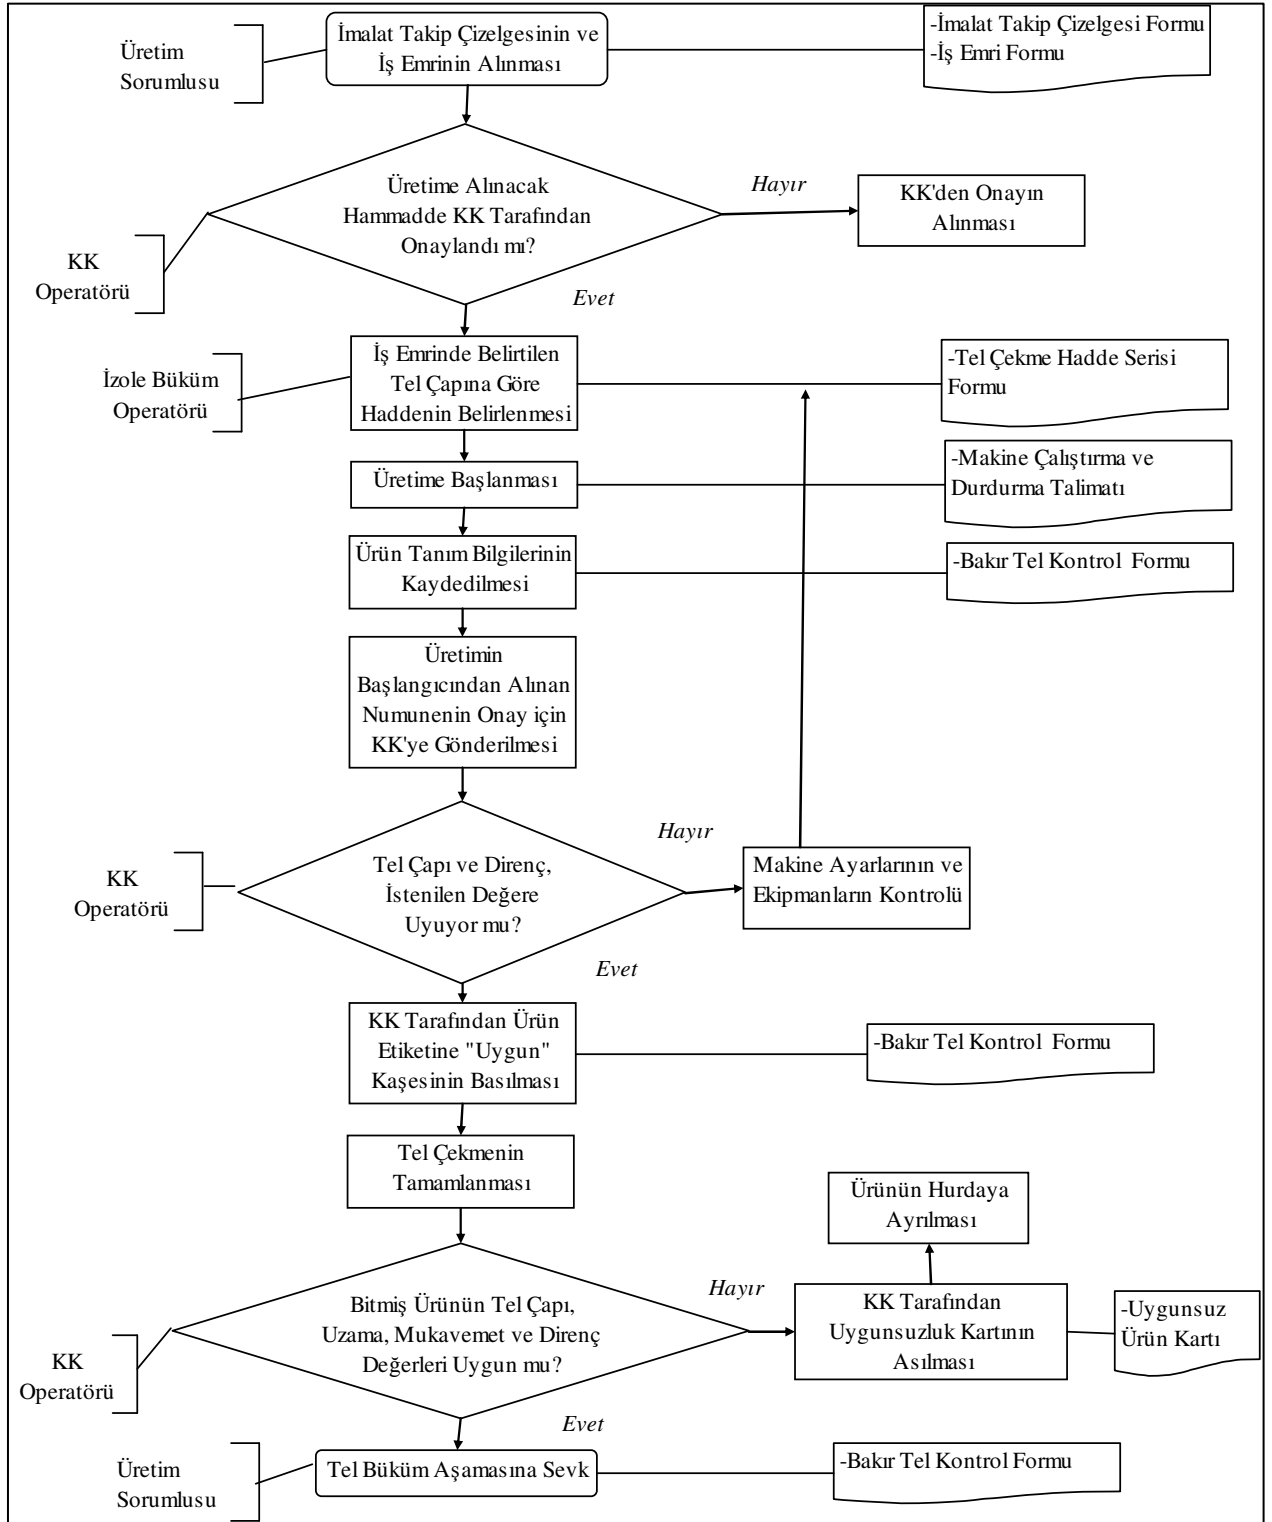 Üretim
Sorumlusu
İmalat Takip Çizelgesinin ve
İş Emrinin Alınması
-İmalat Takip Çizelgesi Formu
-İş Emri Formu
Üretime Alınacak
Hammadde KK Tarafından
Onaylandı mı?
Hayır
KK'den Onayın
Alınması
KK
Operatörü
Evet
İzole Büküm
Operatörü
İş Emrinde Belirtilen
Tel Çapına Göre
Haddenin Belirlenmesi
-Tel Çekme Hadde Serisi
Formu
Üretime Başlanması
-Makine Çalıştırma ve
Durdurma Talimatı
Ürün Tanım Bilgilerinin
Kaydedilmesi
-Bakır Tel Kontrol Formu
Üretimin
Başlangıcından Alınan
Numunenin Onay için
KK'ye Gönderilmesi
Hayır
KK
Operatörü
Tel Çapı ve Direnç,
İstenilen Değere
Uyuyor mu?
Makine Ayarlarının ve
Ekipmanların Kontrolü
Evet
KK Tarafından Ürün
Etiketine "Uygun"
Kaşesinin Basılması
-Bakır Tel Kontrol Formu
Tel Çekmenin
Tamamlanması
Ürünün Hurdaya
Ayrılması
Hayır
KK
Operatörü
Bitmiş Ürünün Tel Çapı,
Uzama, Mukavemet ve Direnç
Değerleri Uygun mu?
KK Tarafından
Uygunsuzluk Kartının
Asılması
-Uygunsuz
Ürün Kartı
Evet
Üretim
Sorumlusu
Tel Büküm Aşamasına Sevk
-Bakır Tel Kontrol Formu